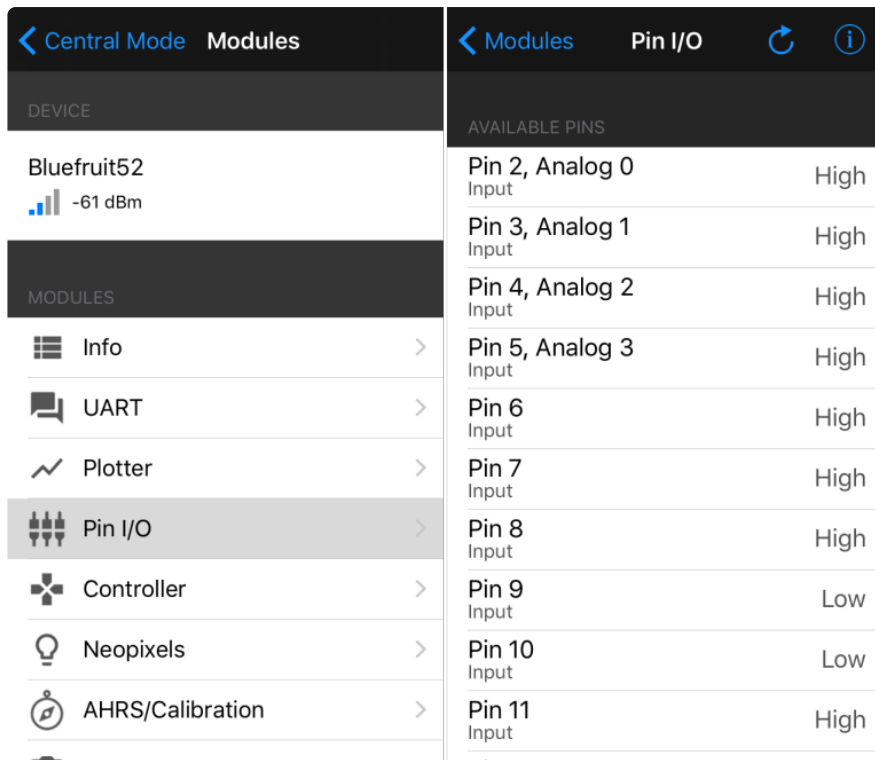 Central Mode Modules
DEVICE
Bluefruit52
-61 dBm
MODULES
Info
UART
Plotter
Pin I/O
Controller
Neopixels
AHRS/Calibration
Modules Pin I/O
AVAILABLE PINS
Pin 2, Analog 0
Input
High
Pin 3, Analog 1
Input
High
Pin 4, Analog 2
Input
High
Pin 5, Analog 3
Input
High
Pin 6
Input
High
Pin 7
Input
High
Pin 8
Input
High
Pin 9
Input
Low
Pin 10
Input
Low
Pin 11
Input
High